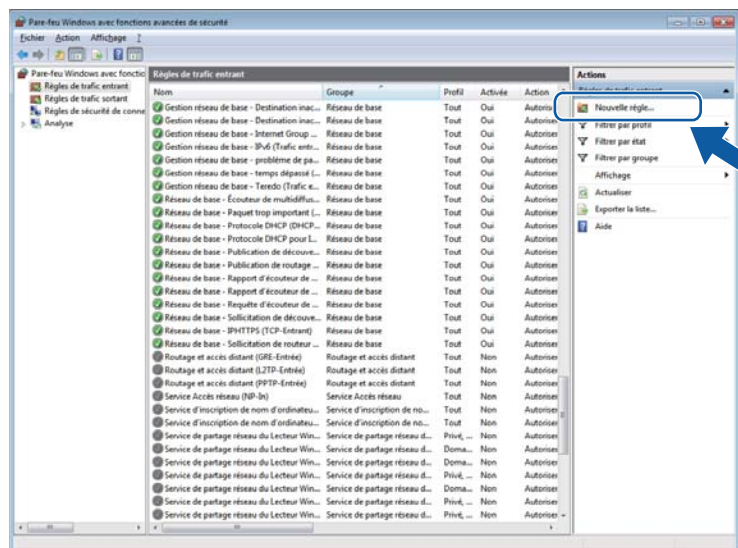 Pare-feu Windows avec fonctions avancées de sécurité
Fichier Action Affichage ?
Pare-feu Windows avec fonctio
Règles de trafic entrant
Règles de trafic sortant
Règles de sécurité de conne
Analyse
Règles de trafic entrant
Nom Groupe Profil Activée Action
Gestion réseau de base - Destination inac... Réseau de base Tout Oui Autoriser
Gestion réseau de base - Destination inac... Réseau de base Tout Oui Autoriser
Gestion réseau de base - Internet Group ... Réseau de base Tout Oui Autoriser
Gestion réseau de base - IPv6 (Trafic entr... Réseau de base Tout Oui Autoriser
Gestion réseau de base - problème de pa... Réseau de base Tout Oui Autoriser
Gestion réseau de base - temps dépassé (... Réseau de base Tout Oui Autoriser
Gestion réseau de base - Teredo (Trafic e... Réseau de base Tout Oui Autoriser
Réseau de base - Écouteur de multidiffus... Réseau de base Tout Oui Autoriser
Réseau de base - Paquet trop important (... Réseau de base Tout Oui Autoriser
Réseau de base - Protocole DHCP (DHCP... Réseau de base Tout Oui Autoriser
Réseau de base - Protocole DHCP pour I... Réseau de base Tout Oui Autoriser
Réseau de base - Publication de découve... Réseau de base Tout Oui Autoriser
Réseau de base - Publication de routage ... Réseau de base Tout Oui Autoriser
Réseau de base - Rapport d'écouteur de ... Réseau de base Tout Oui Autoriser
Réseau de base - Rapport d'écouteur de ... Réseau de base Tout Oui Autoriser
Réseau de base - Requête d'écouteur de ... Réseau de base Tout Oui Autoriser
Réseau de base - Sollicitation de découve... Réseau de base Tout Oui Autoriser
Réseau de base - IPHTTPS (TCP-Entrant) Réseau de base Tout Oui Autoriser
Réseau de base - Sollicitation de routeur ... Réseau de base Tout Oui Autoriser
Routage et accès distant (GRE-Entrée) Routage et accès distant Tout Non Autoriser
Routage et accès distant (L2TP-Entrée) Routage et accès distant Tout Non Autoriser
Routage et accès distant (PPTP-Entrée) Routage et accès distant Tout Non Autoriser
Service Accès réseau (NP-In) Service Accès réseau Tout Non Autoriser
Service d'inscription de nom d'ordinateu... Service d'inscription de no... Tout Non Autoriser
Service d'inscription de nom d'ordinateu... Service d'inscription de no... Tout Non Autoriser
Service de partage réseau du Lecteur Win... Service de partage réseau d... Privé, ... Non Autoriser
Service de partage réseau du Lecteur Win... Service de partage réseau d... Doma... Non Autoriser
Service de partage réseau du Lecteur Win... Service de partage réseau d... Doma... Non Autoriser
Service de partage réseau du Lecteur Win... Service de partage réseau d... Privé, ... Non Autoriser
Service de partage réseau du Lecteur Win... Service de partage réseau d... Doma... Non Autoriser
Service de partage réseau du Lecteur Win... Service de partage réseau d... Privé, ... Non Autoriser
Service de partage réseau du Lecteur Win... Service de partage réseau d... Privé, ... Non Autoriser
Actions
Règles de trafic entrant
Nouvelle règle...
Filtrer par profil
Filtrer par état
Filtrer par groupe
Affichage
Actualiser
Exporter la liste...
Aide